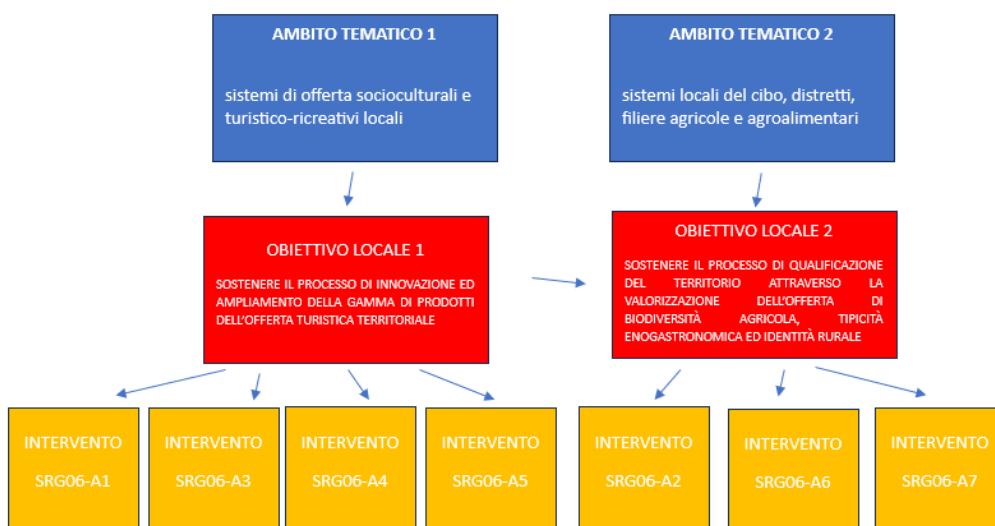 AMBITO TEMATICO 1
sistemi di offerta socioculturali e
turistico-ricreativi locali
AMBITO TEMATICO 2
sistemi locali del cibo, distretti,
filiere agricole e agroalimentari
OBIETTIVO LOCALE 1
SOSTENERE IL PROCESSO DI INNOVAZIONE ED
AMPLIAMENTO DELLA GAMMA DI PRODOTTI
DELL'OFFERTA TURISTICA TERRITORIALE
OBIETTIVO LOCALE 2
SOSTENERE IL PROCESSO DI QUALIFICAZIONE
DEL TERRITORIO ATTRAVERSO LA
VALORIZZAZIONE DELL'OFFERTA DI
BIODIVERSITÀ AGRICOLA, TIPICITÀ
ENOGASTRONOMICA ED IDENTITÀ RURALE
INTERVENTO
SRG06-A1
INTERVENTO
SRG06-A3
INTERVENTO
SRG06-A4
INTERVENTO
SRG06-A5
INTERVENTO
SRG06-A2
INTERVENTO
SRG06-A6
INTERVENTO
SRG06-A7